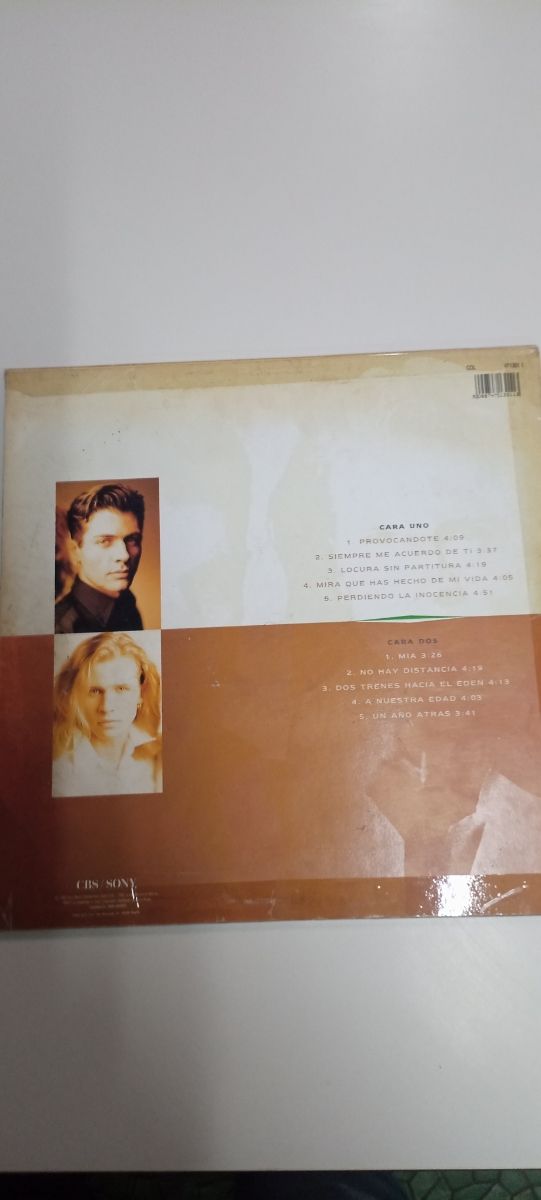 COL
CARA UNO
1. PROVOCANDOTE 4:09
2. SIEMPRE ME ACUERDO DE TI 3:37
3. LOCURA SIN PARTITURA 4:19
4. MIRA QUE HAS HECHO DE MI VIDA 4:05
5. PERDIENDO LA INOCENCIA 4:51
CARA DOS
1. MIA 3:26
2. NO HAY DISTANCIA 4:19
3. DOS TRENES HACIA EL EDEN 4:13
4. A NUESTRA EDAD 4:03
5. UN AÑO ATRAS 3:41
CBS/SONY